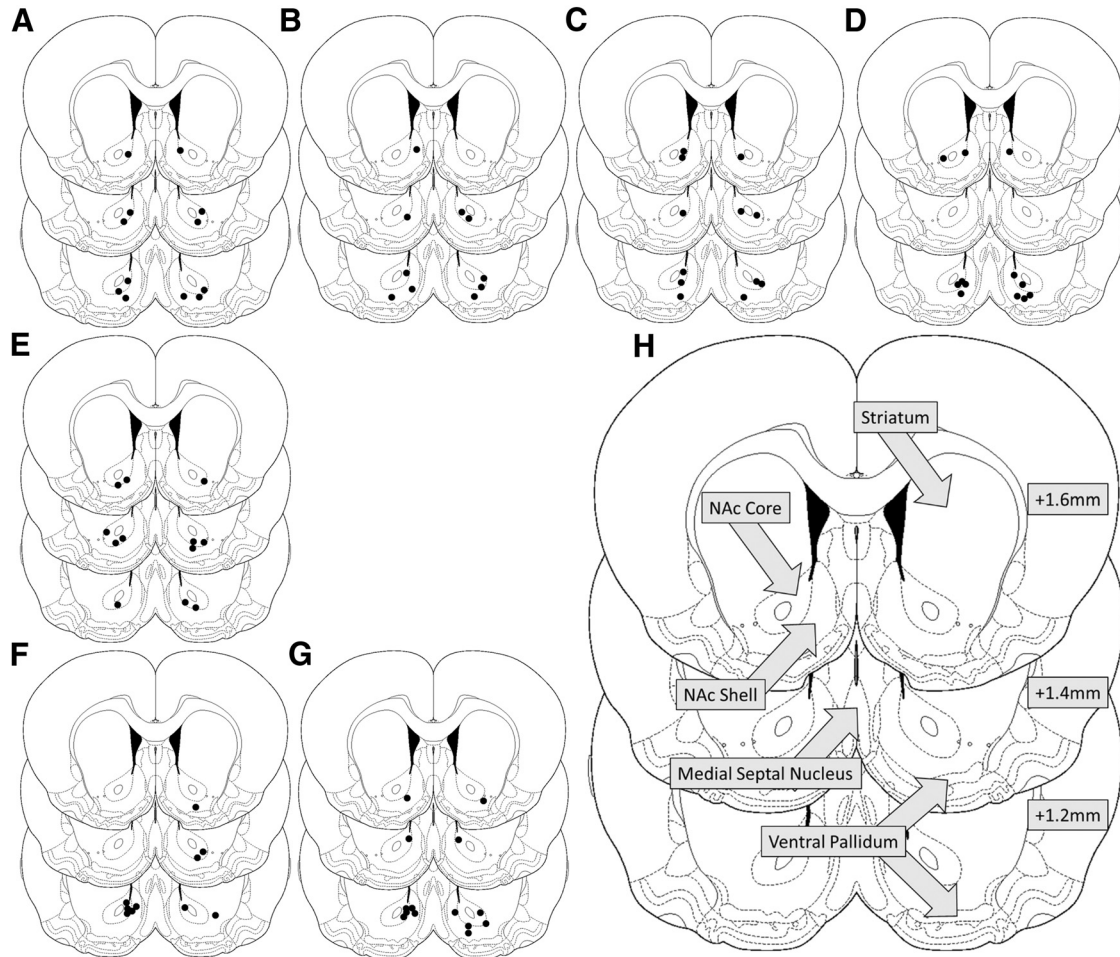 A
B
C
D
E
H
Striatum
NAc Core
+1.6mm
F
G
NAc Shell
+1.4mm
Medial Septal Nucleus
+1.2mm
Ventral Pallidum